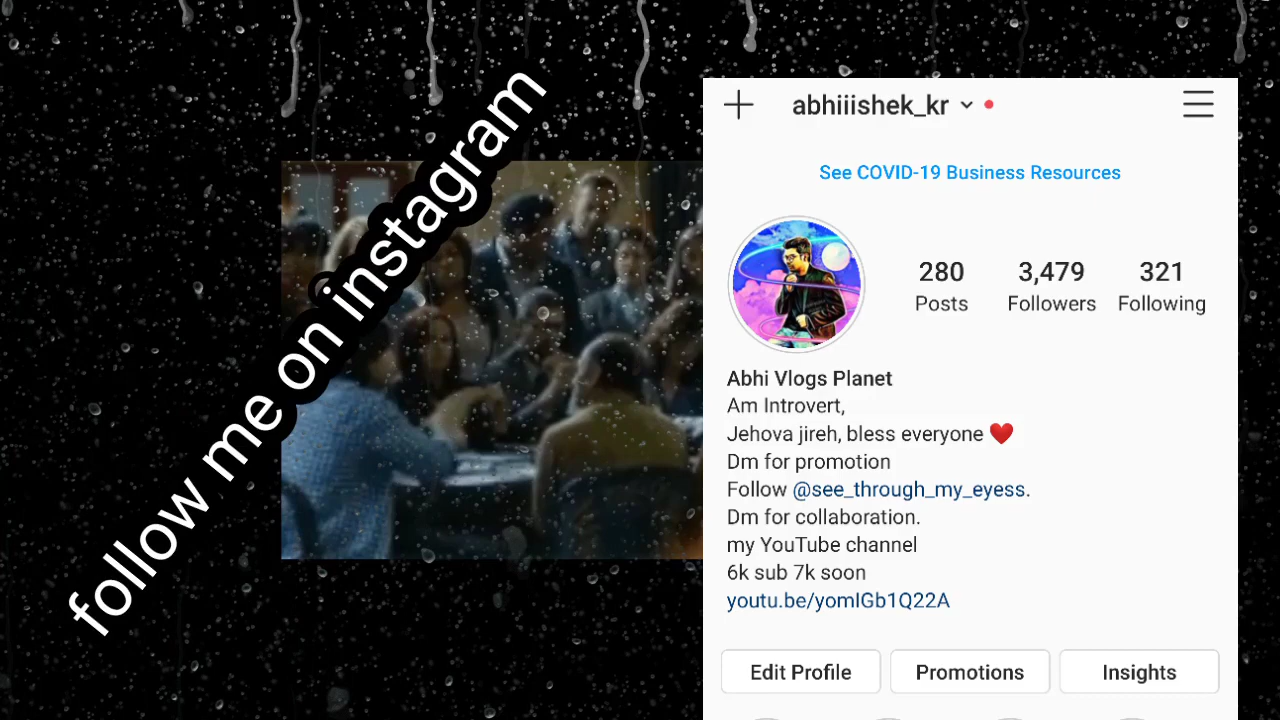 follow me on instagram
abhiiishek_kr
See COVID-19 Business Resources
280 3,479 321
Posts Followers Following
Abhi Vlogs Planet
Am Introvert,
Jehova jireh, bless everyone ❤️
Dm for promotion
Follow @see_through_my_eyess.
Dm for collaboration.
my YouTube channel
6k sub 7k soon
youtu.be/yomIGb1Q22A
Edit Profile Promotions Insights